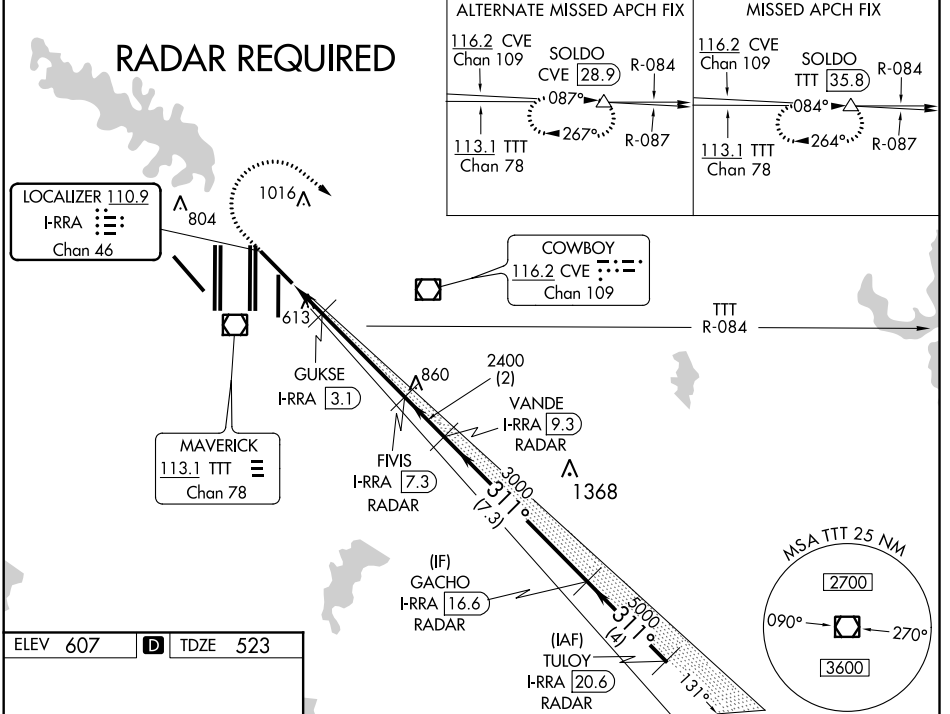 RADAR REQUIRED
ALTERNATE MISSED APCH FIX
116.2 CVE
Chan 109
SOLDO
CVE 28.9
R-084
087°
267°
113.1 TTT
Chan 78
R-087
MISSED APCH FIX
116.2 CVE
Chan 109
SOLDO
TTT 35.8
R-084
084°
264°
113.1 TTT
Chan 78
R-087
LOCALIZER 110.9
I-RRA
Chan 46
804
1016
COWBOY
116.2 CVE
Chan 109
TTT
R-084
613
GUKSE
I-RRA 3.1
860
2400
(2)
VANDE
I-RRA 9.3
RADAR
MAVERICK
113.1 TTT
Chan 78
FIVIS
I-RRA 7.3
RADAR
3000
311°
(7.3)
1368
(IF)
GACHO
I-RRA 16.6
RADAR
5000
311°
(4)
(IAF)
TULOY
I-RRA 20.6
RADAR
131°
MSA TTT 25 NM
2700
090°
270°
3600
ELEV 607 D TDZE 523